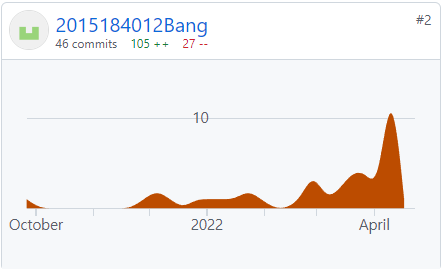 2015184012Bang
#2
46 commits 105 ++ 27 --
10
October 2022 April